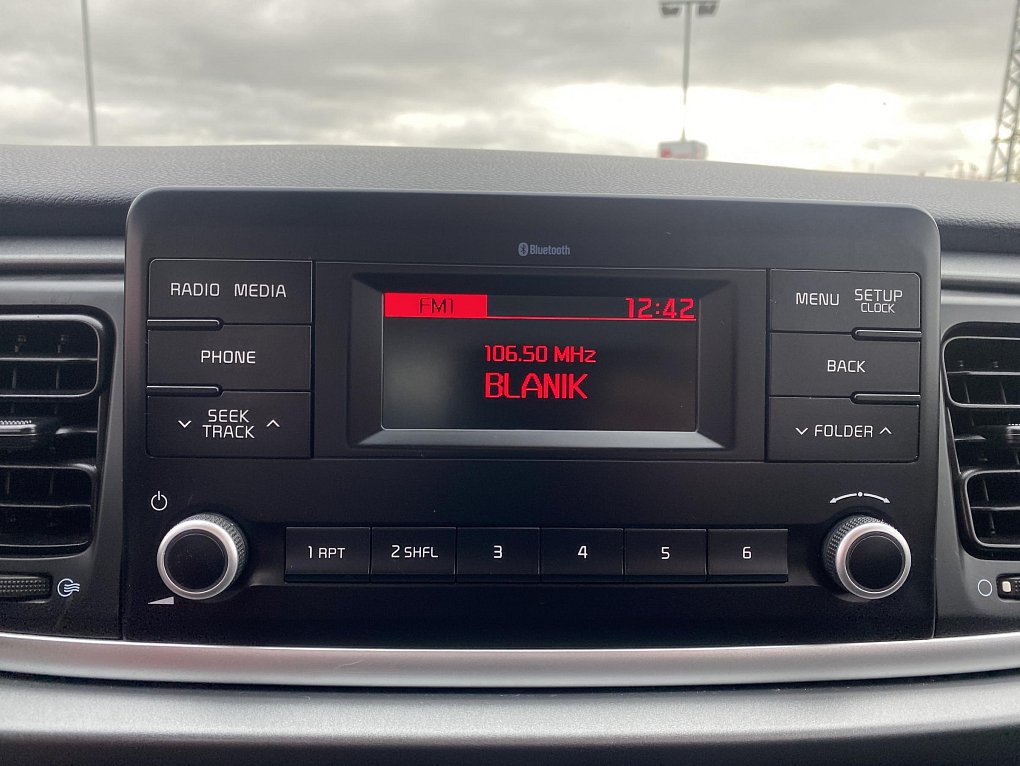 Bluetooth
RADIO MEDIA
PHONE
SEEK
TRACK
FM1 12:42
106.50 MHz
BLANIK
MENU SETUP
CLOCK
BACK
FOLDER
1 RPT
2 SHFL
3
4
5
6